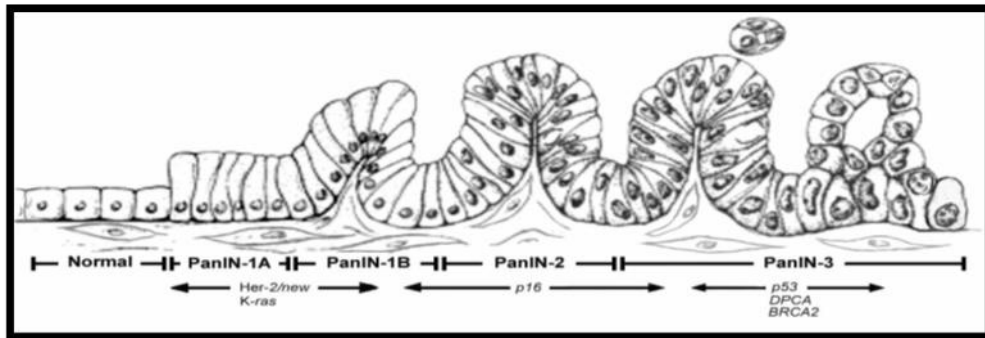 Normal PanIN-1A PanIN-1B PanIN-2 PanIN-3
Her-2/new p16 p53
K-ras DPCA
BRCA2